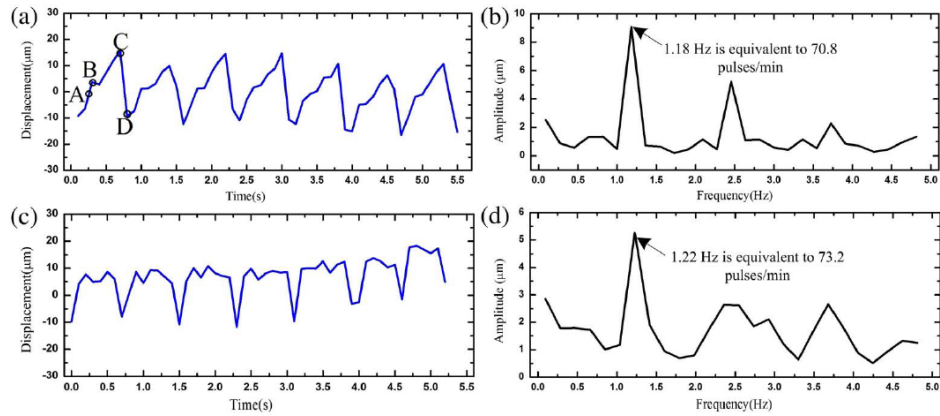 (a)
Displacement(μm)
30
20
10
0
-10
-20
-30
A
B
C
D
0.0 0.5 1.0 1.5 2.0 2.5 3.0 3.5 4.0 4.5 5.0 5.5
Time(s)
(b)
Amplitude (μm)
10
8
6
4
2
0
1.18 Hz is equivalent to 70.8
pulses/min
0.0 0.5 1.0 1.5 2.0 2.5 3.0 3.5 4.0 4.5 5.0
Frequency(Hz)
(c)
Displacement(μm)
30
20
10
0
-10
-20
-30
0.0 0.5 1.0 1.5 2.0 2.5 3.0 3.5 4.0 4.5 5.0
Time(s)
(d)
Amplitude (μm)
6
5
4
3
2
1
0
1.22 Hz is equivalent to 73.2
pulses/min
0.0 0.5 1.0 1.5 2.0 2.5 3.0 3.5 4.0 4.5 5.0
Frequency(Hz)